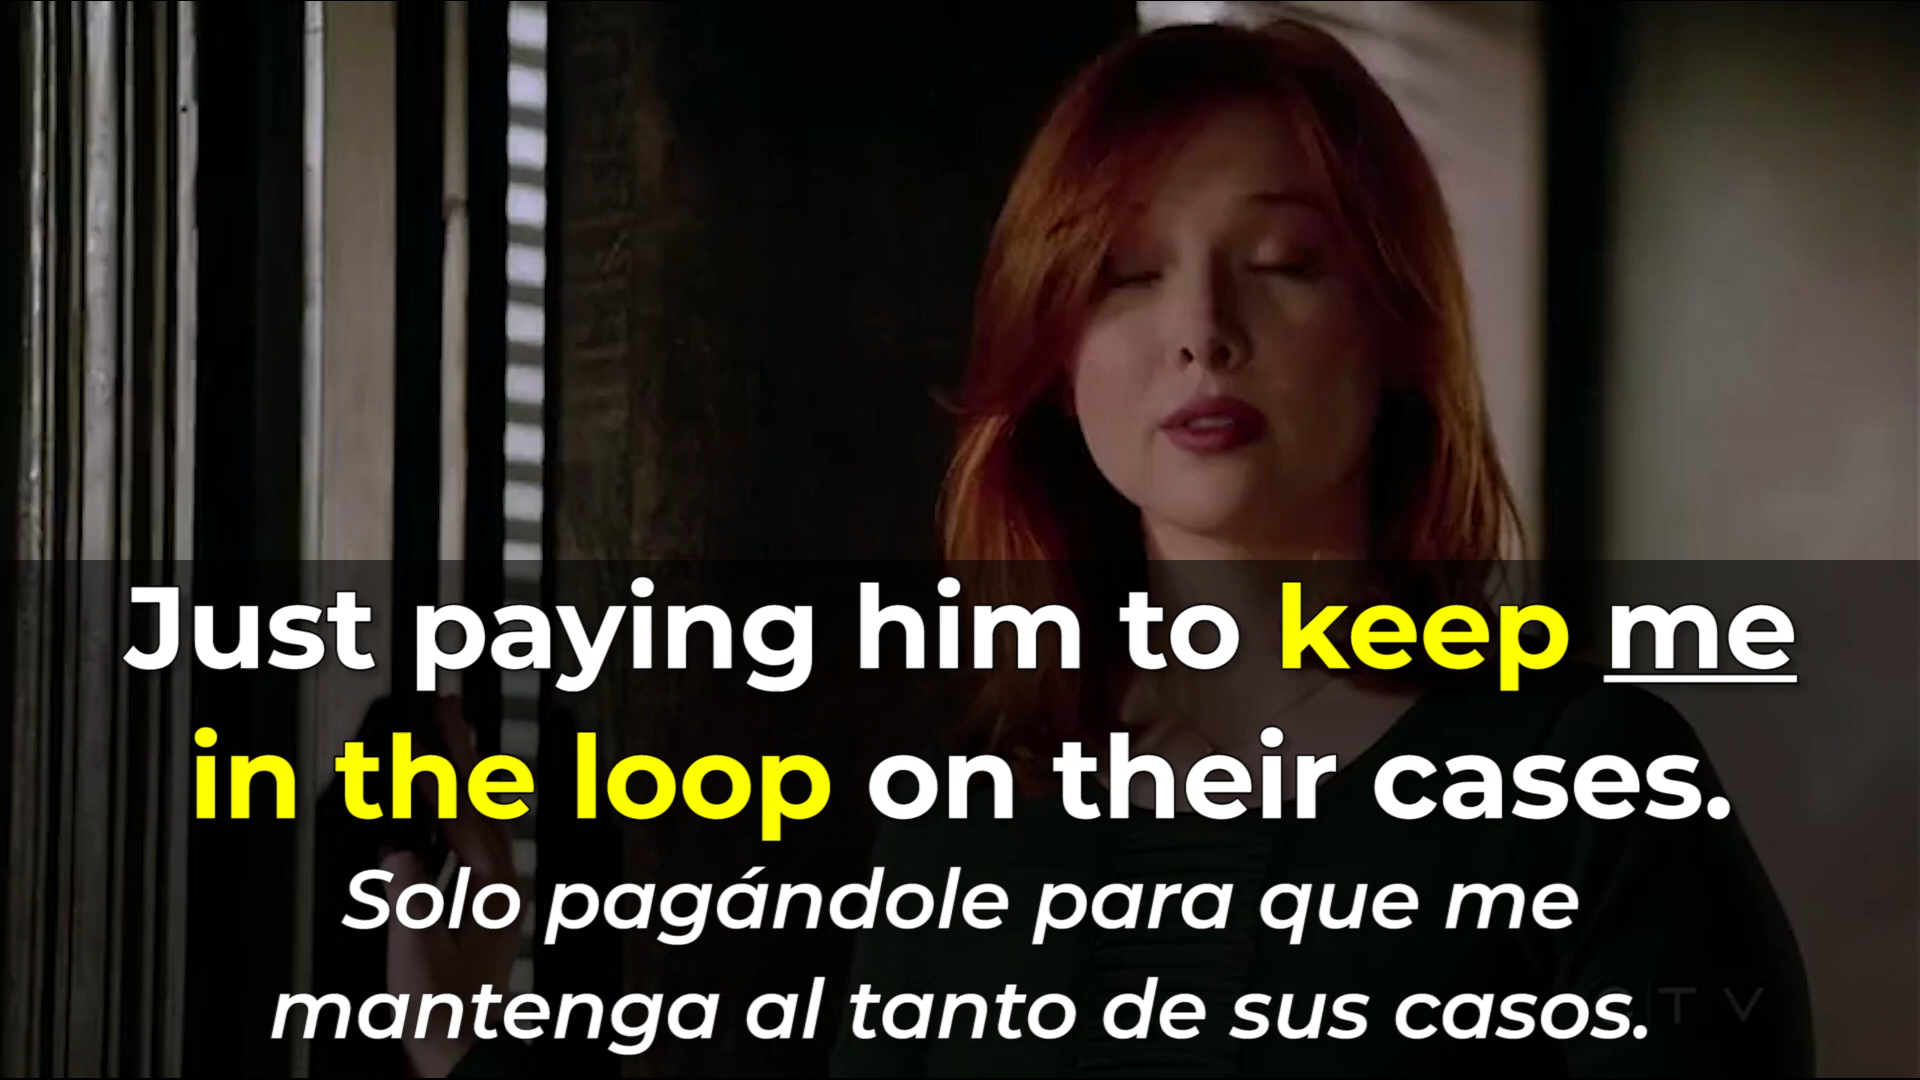 Just paying him to keep me
in the loop on their cases.
Solo pagándole para que me
mantenga al tanto de sus casos.
TV